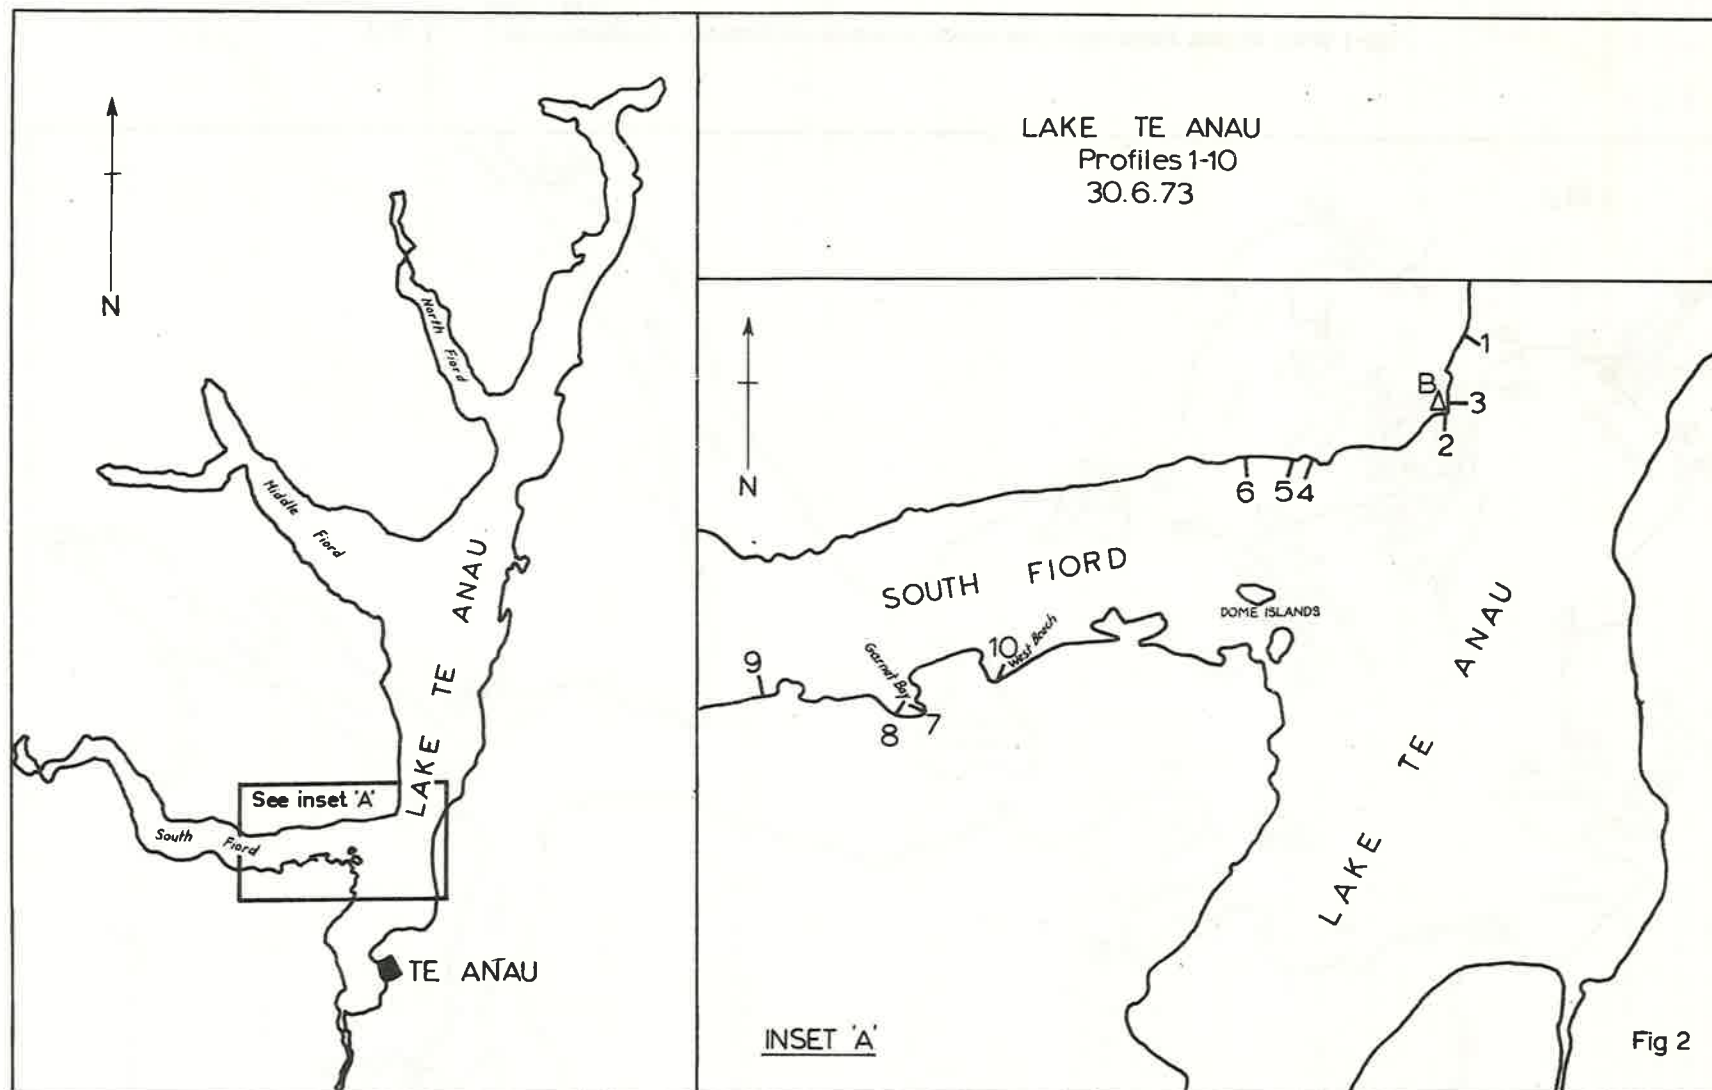 LAKE TE ANAU
Profiles 1-10
30.6.73
N
North Fiord
Middle Fiord
LAKE TE ANAU
See inset 'A'
South Fiord
TE ANAU
N
1
B
3
2
6 5 4
SOUTH FIORD
DOME ISLANDS
10
West Beach
Garnet Bay
9
8
7
LAKE TE ANAU
INSET 'A'
Fig 2